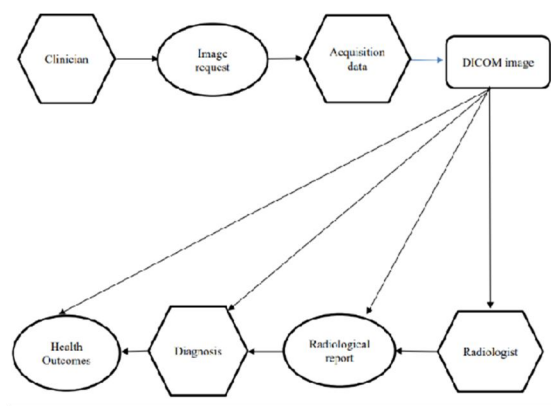 Clinician
Image
request
Acquisition
data
DICOM image
Health
Outcomes
Diagnosis
Radiological
report
Radiologist